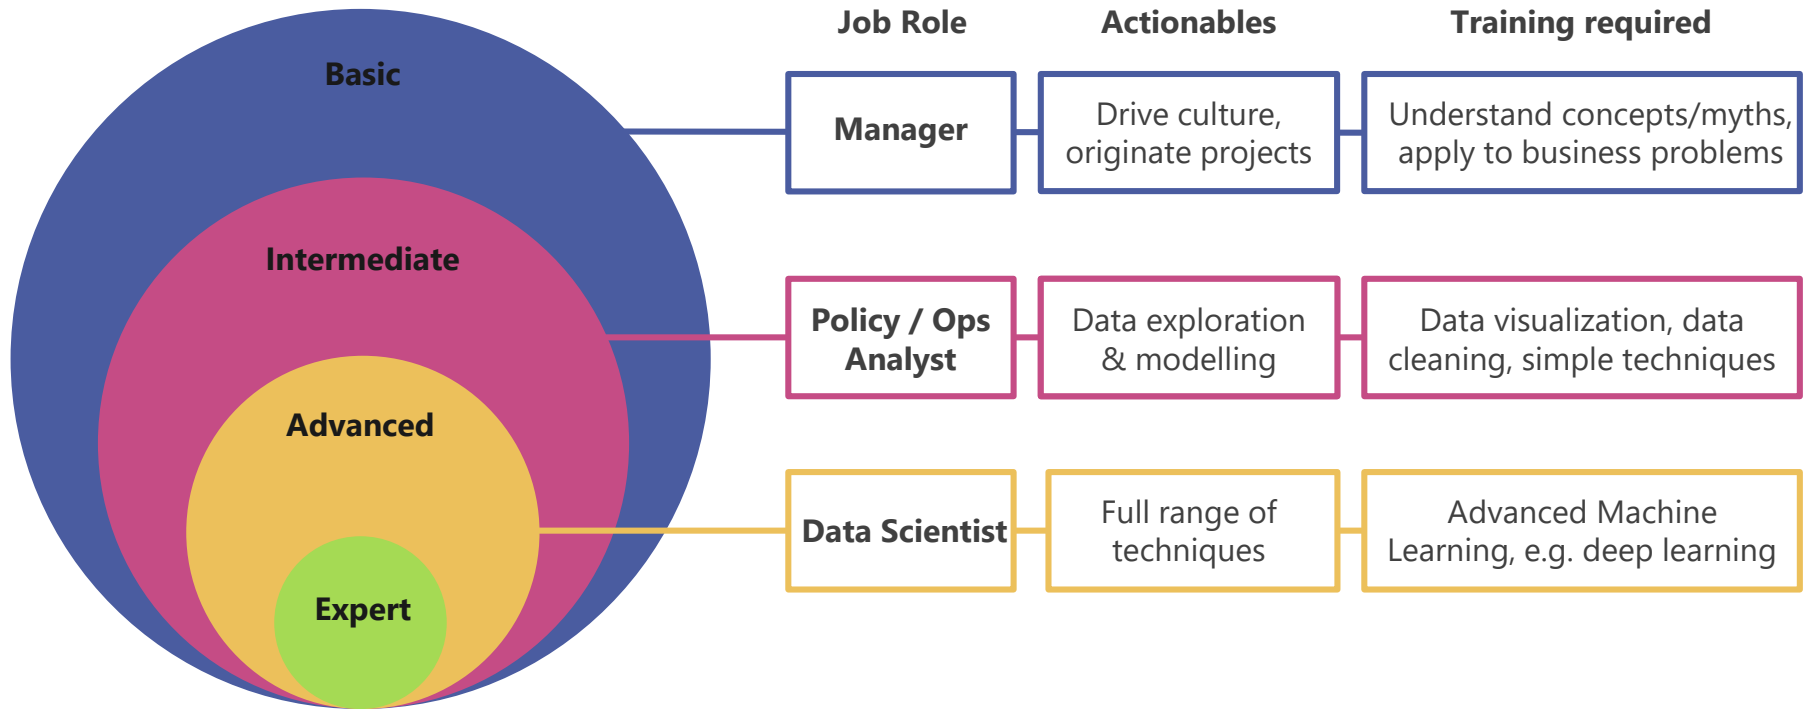 Job Role
Actionables
Training required
Basic
Manager
Drive culture,
originate projects
Understand concepts/myths,
apply to business problems
Intermediate
Policy / Ops
Analyst
Data exploration
& modelling
Data visualization, data
cleaning, simple techniques
Advanced
Data Scientist
Full range of
techniques
Advanced Machine
Learning, e.g. deep learning
Expert